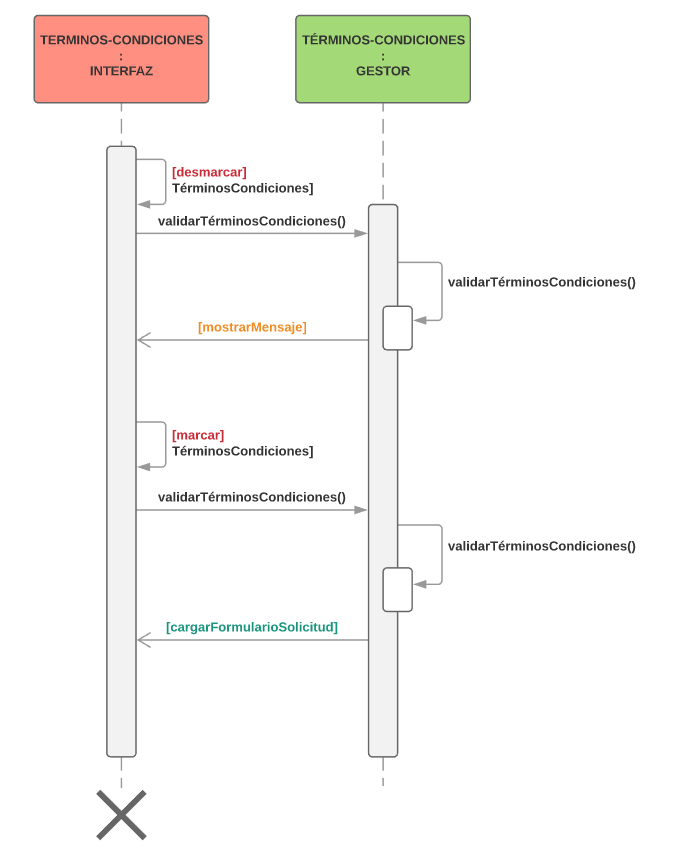 TERMINOS-CONDICIONES
:
INTERFAZ
TÉRMINOS-CONDICIONES
:
GESTOR
[desmarcar]
TérminosCondiciones]
validarTérminosCondiciones()
validarTérminosCondiciones()
[mostrarMensaje]
[marcar]
TérminosCondiciones]
validarTérminosCondiciones()
validarTérminosCondiciones()
[cargarFormularioSolicitud]